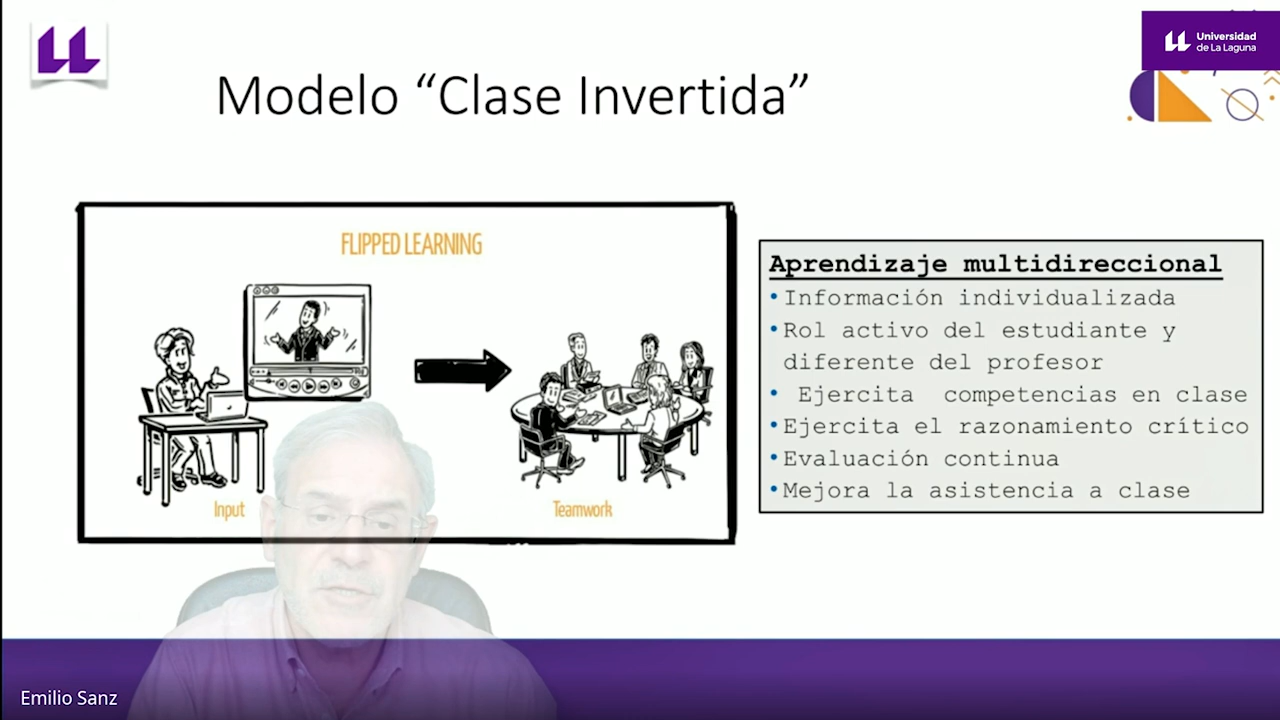 Universidad
de La Laguna
Modelo “Clase Invertida”
FLIPPED LEARNING
Input
Teamwork
Aprendizaje multidireccional
•Información individualizada
•Rol activo del estudiante y
diferente del profesor
• Ejercita competencias en clase
•Ejercita el razonamiento crítico
•Evaluación continua
•Mejora la asistencia a clase
Emilio Sanz